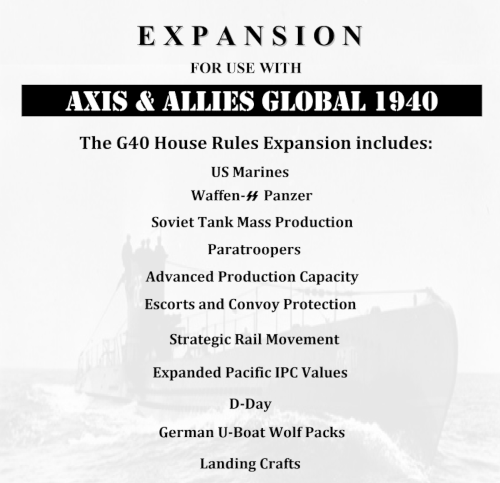 EXPANSION
FOR USE WITH
AXIS & ALLIES GLOBAL 1940
The G40 House Rules Expansion includes:
US Marines
Waffen-ᛋᛋ Panzer
Soviet Tank Mass Production
Paratroopers
Advanced Production Capacity
Escorts and Convoy Protection
Strategic Rail Movement
Expanded Pacific IPC Values
D-Day
German U-Boat Wolf Packs
Landing Crafts